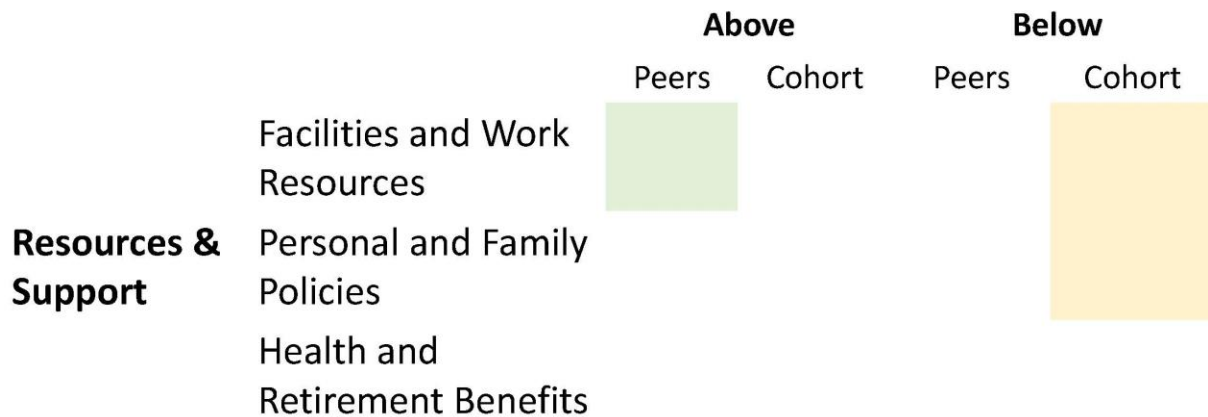 Above Below
Peers Cohort Peers Cohort
Facilities and Work
Resources
Resources & Personal and Family
Support Policies
Health and
Retirement Benefits